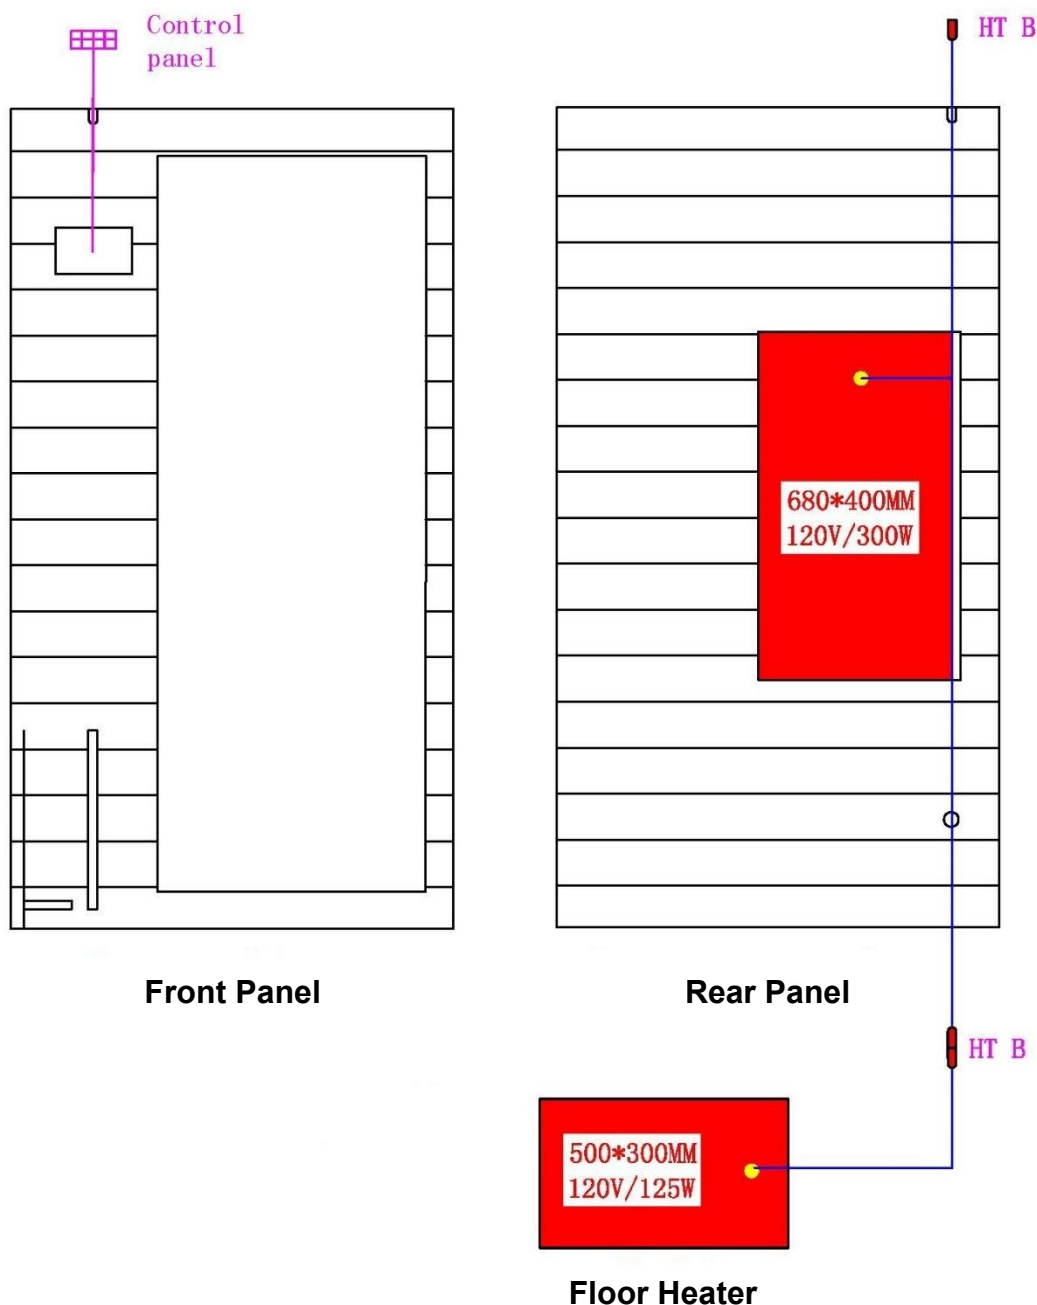 Control
panel
HT B
680*400MM
120V/300W
Front Panel
Rear Panel
HT B
500*300MM
120V/125W
Floor Heater